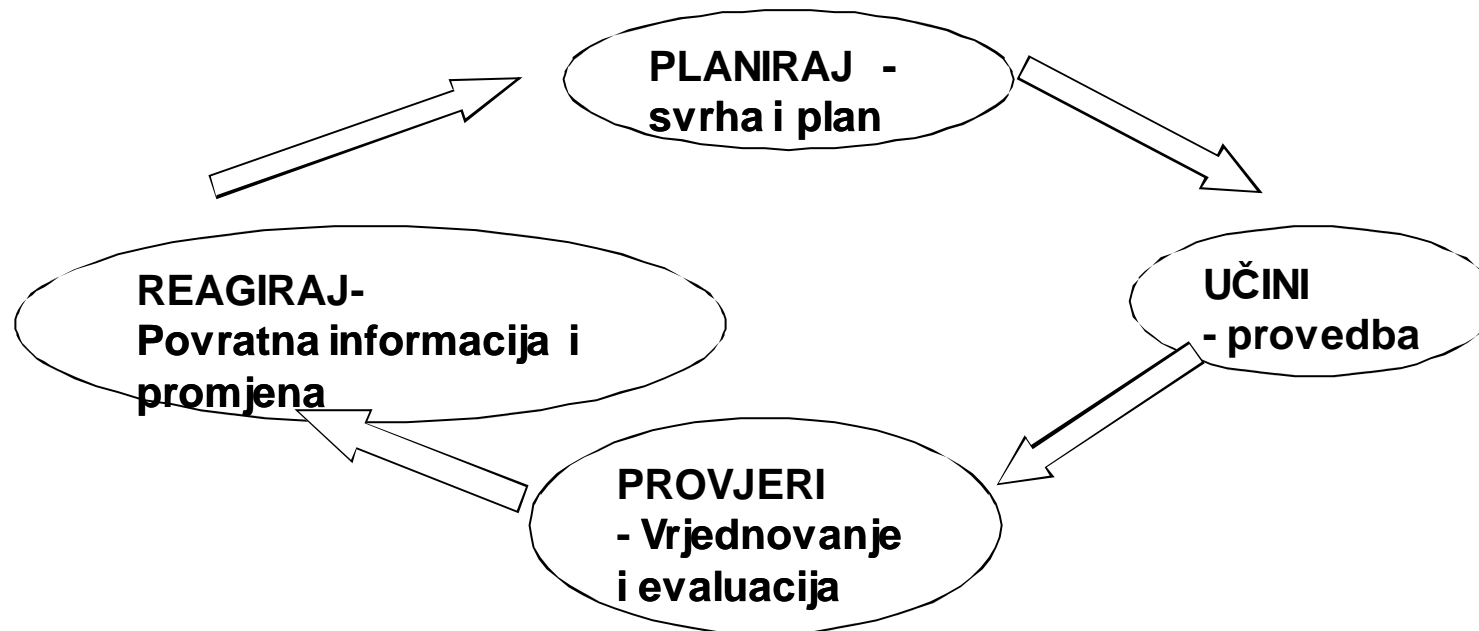 PLANIRAJ -
svrha i plan
UČINI
- provedba
PROVJERI
- Vrjednovanje
i evaluacija
REAGIRAJ-
Povratna informacija i
promjena